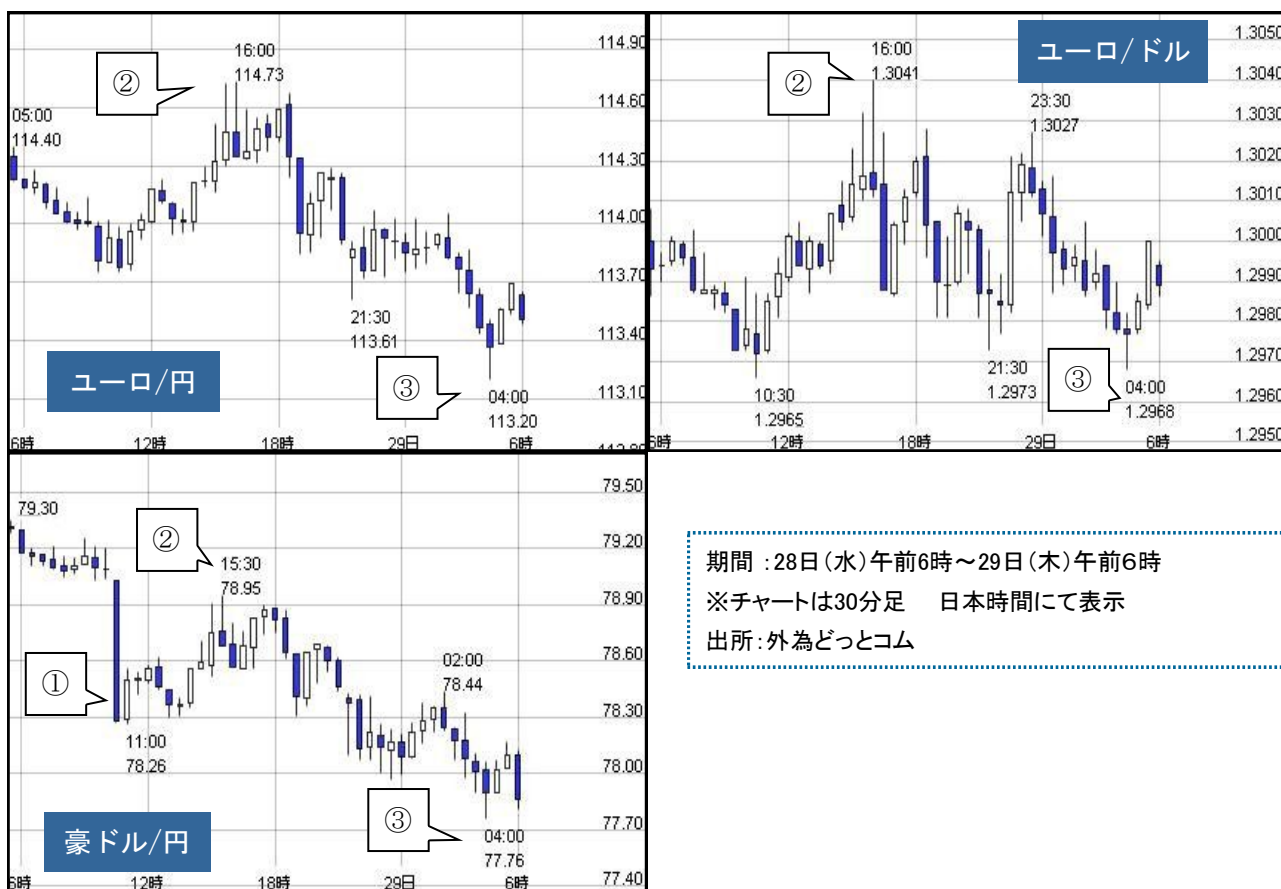 114.90
16:00
114.73
②
114.60
05:00
114.40
114.30
114.00
113.70
21:30
113.61
113.40
ユーロ/円
③
04:00
113.20
113.10
6時
12時
18時
29日
6時
1.3050
ユーロ/ドル
16:00
1.3041
②
1.3040
23:30
1.3027
1.3030
1.3020
1.3010
1.3000
1.2990
1.2980
21:30
1.2973
1.2970
③
10:30
1.2965
04:00
1.2968
1.2960
1.2950
6時
12時
18時
29日
6時
79.50
79.30
②
79.20
15:30
78.95
78.90
①
02:00
78.44
78.60
11:00
78.26
78.30
78.00
③
77.70
豪ドル/円
04:00
77.76
77.40
6時
12時
18時
29日
6時
期間 :28日(水)午前6時~29日(木)午前6時
※チャートは30分足 日本時間にて表示
出所:外為どっとコム